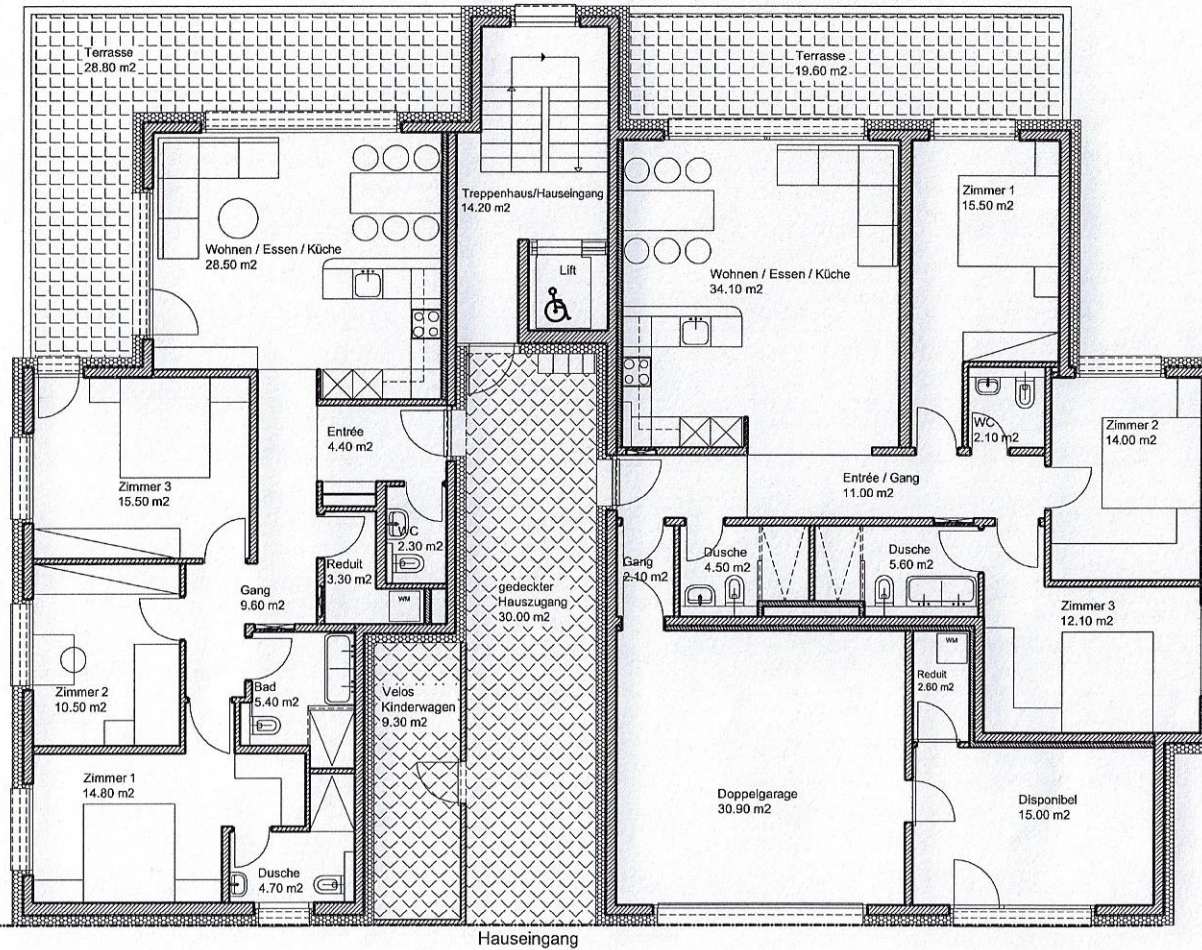 Terrasse
28.80 m2
Terrasse
19.60 m2
Treppenhaus/Hauseingang
14.20 m2
Zimmer 1
15.50 m2
Wohnen / Essen / Küche
28.50 m2
Lift
Wohnen / Essen / Küche
34.10 m2
Entrée
4.40 m2
WC
2.10 m2
Zimmer 2
14.00 m2
Zimmer 3
15.50 m2
Entrée / Gang
11.00 m2
WC
2.30 m2
Reduit
3.30 m2
Gang
2.10 m2
Dusche
4.50 m2
Dusche
5.60 m2
Gang
9.60 m2
WM
gedeckter
Hauszugang
30.00 m2
Zimmer 3
12.10 m2
WM
Reduit
2.60 m2
Zimmer 2
10.50 m2
Bad
5.40 m2
Velos
Kinderwagen
9.30 m2
Zimmer 1
14.80 m2
Doppelgarage
30.90 m2
Disponibel
15.00 m2
Dusche
4.70 m2
Hauseingang